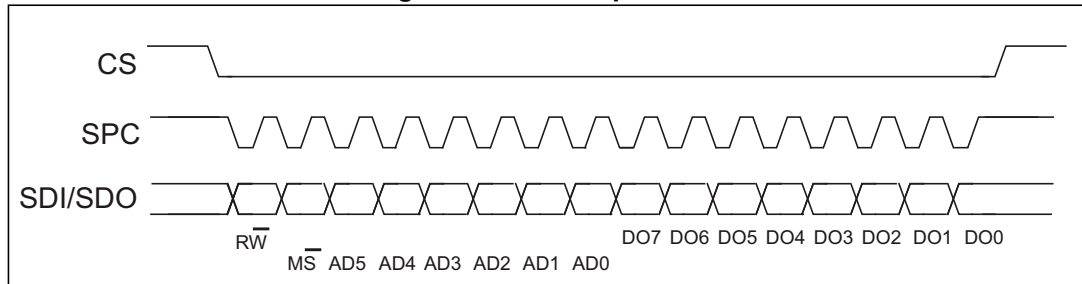 CS
SPC
SDI/SDO
RW̅
DO7 DO6 DO5 DO4 DO3 DO2 DO1 DO0
MS̅ AD5 AD4 AD3 AD2 AD1 AD0